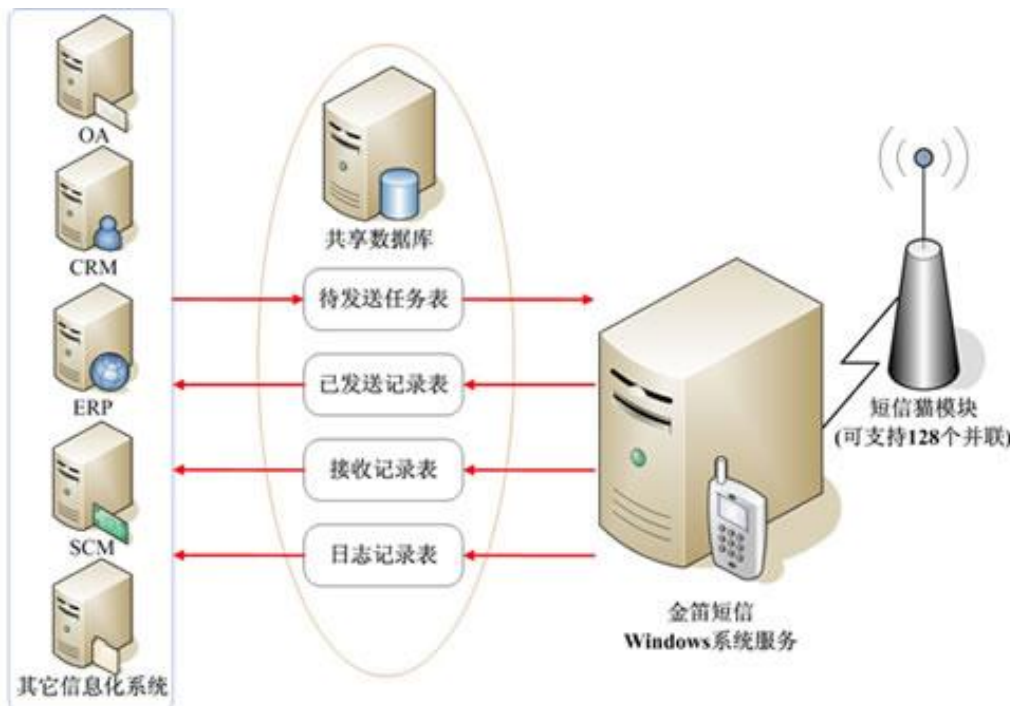 OA
CRM
ERP
SCM
其它信息化系统
共享数据库
待发送任务表
已发送记录表
接收记录表
日志记录表
金笛短信
Windows系统服务
短信猫模块
(可支持128个并联)